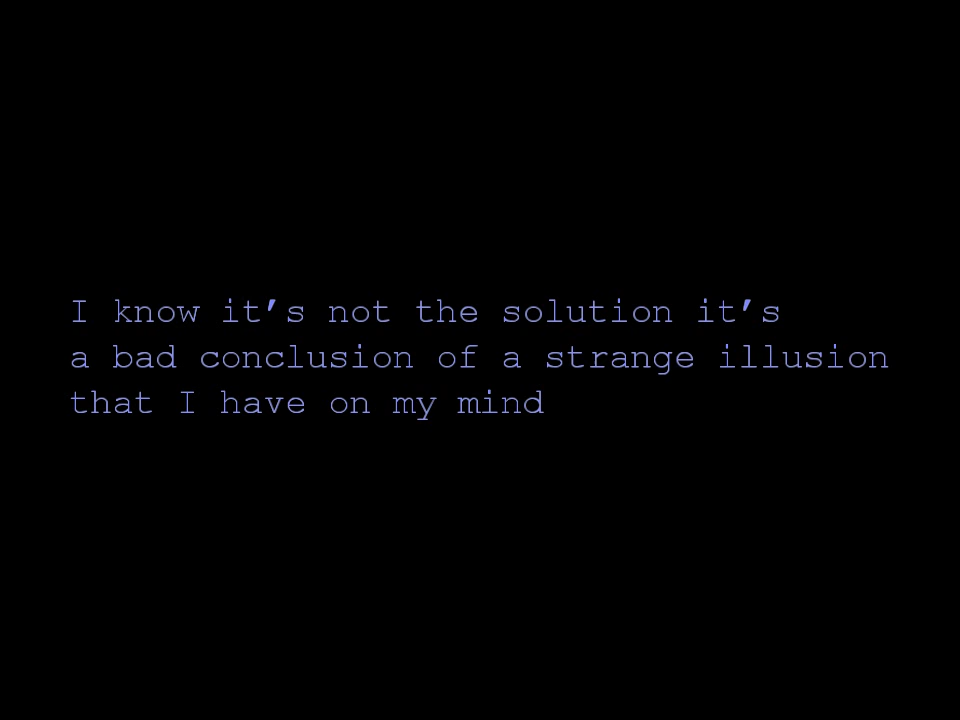 I know it’s not the solution it’s
a bad conclusion of a strange illusion
that I have on my mind